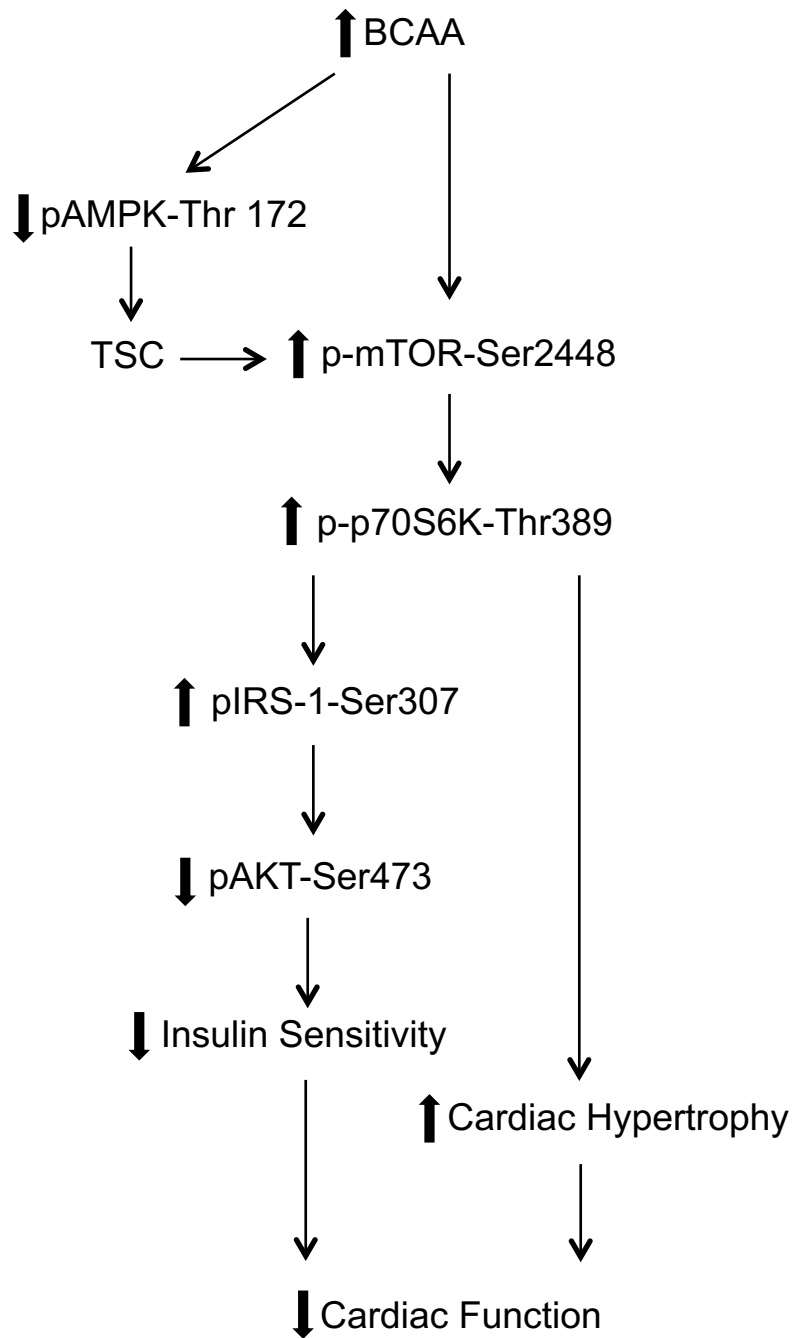 BCAA
pAMPK-Thr 172
TSC
p-mTOR-Ser2448
p-p70S6K-Thr389
pIRS-1-Ser307
pAKT-Ser473
Insulin Sensitivity
Cardiac Hypertrophy
Cardiac Function